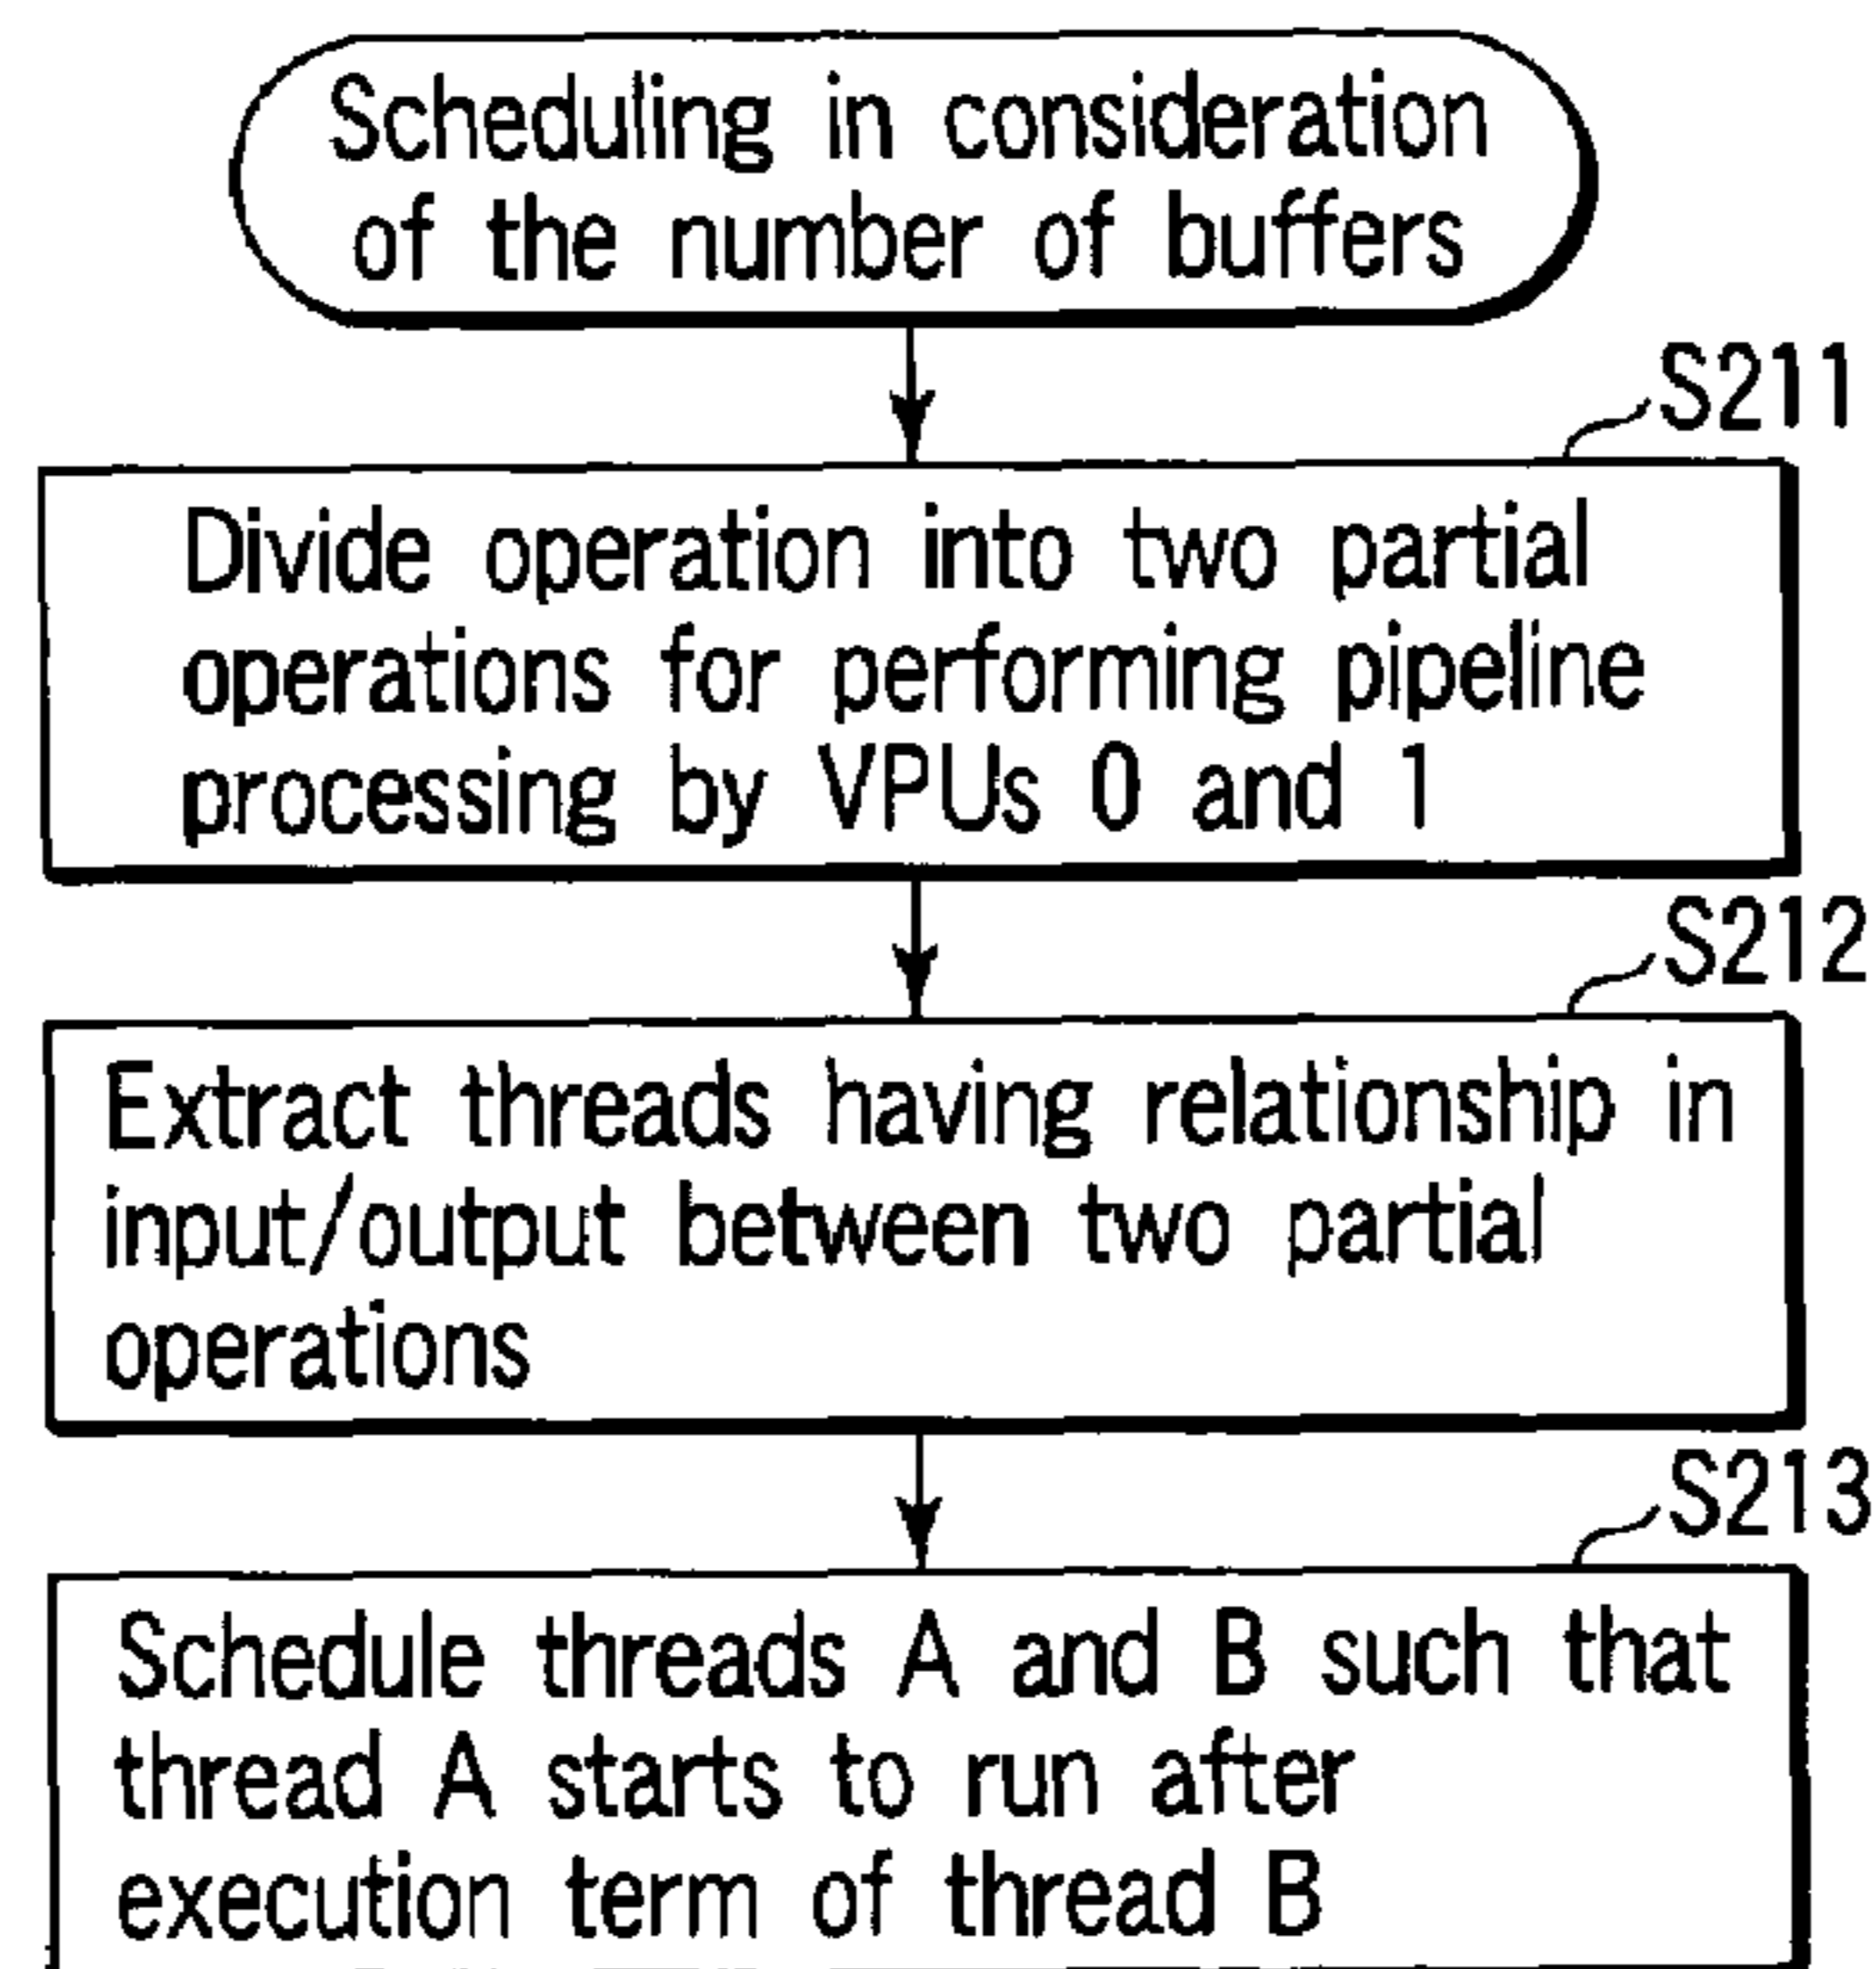 Scheduling in consideration
of the number of buffers
S211
Divide operation into two partial
operations for performing pipeline
processing by VPUs 0 and 1
S212
Extract threads having relationship in
input/output between two partial
operations
S213
Schedule threads A and B such that
thread A starts to run after
execution term of thread B